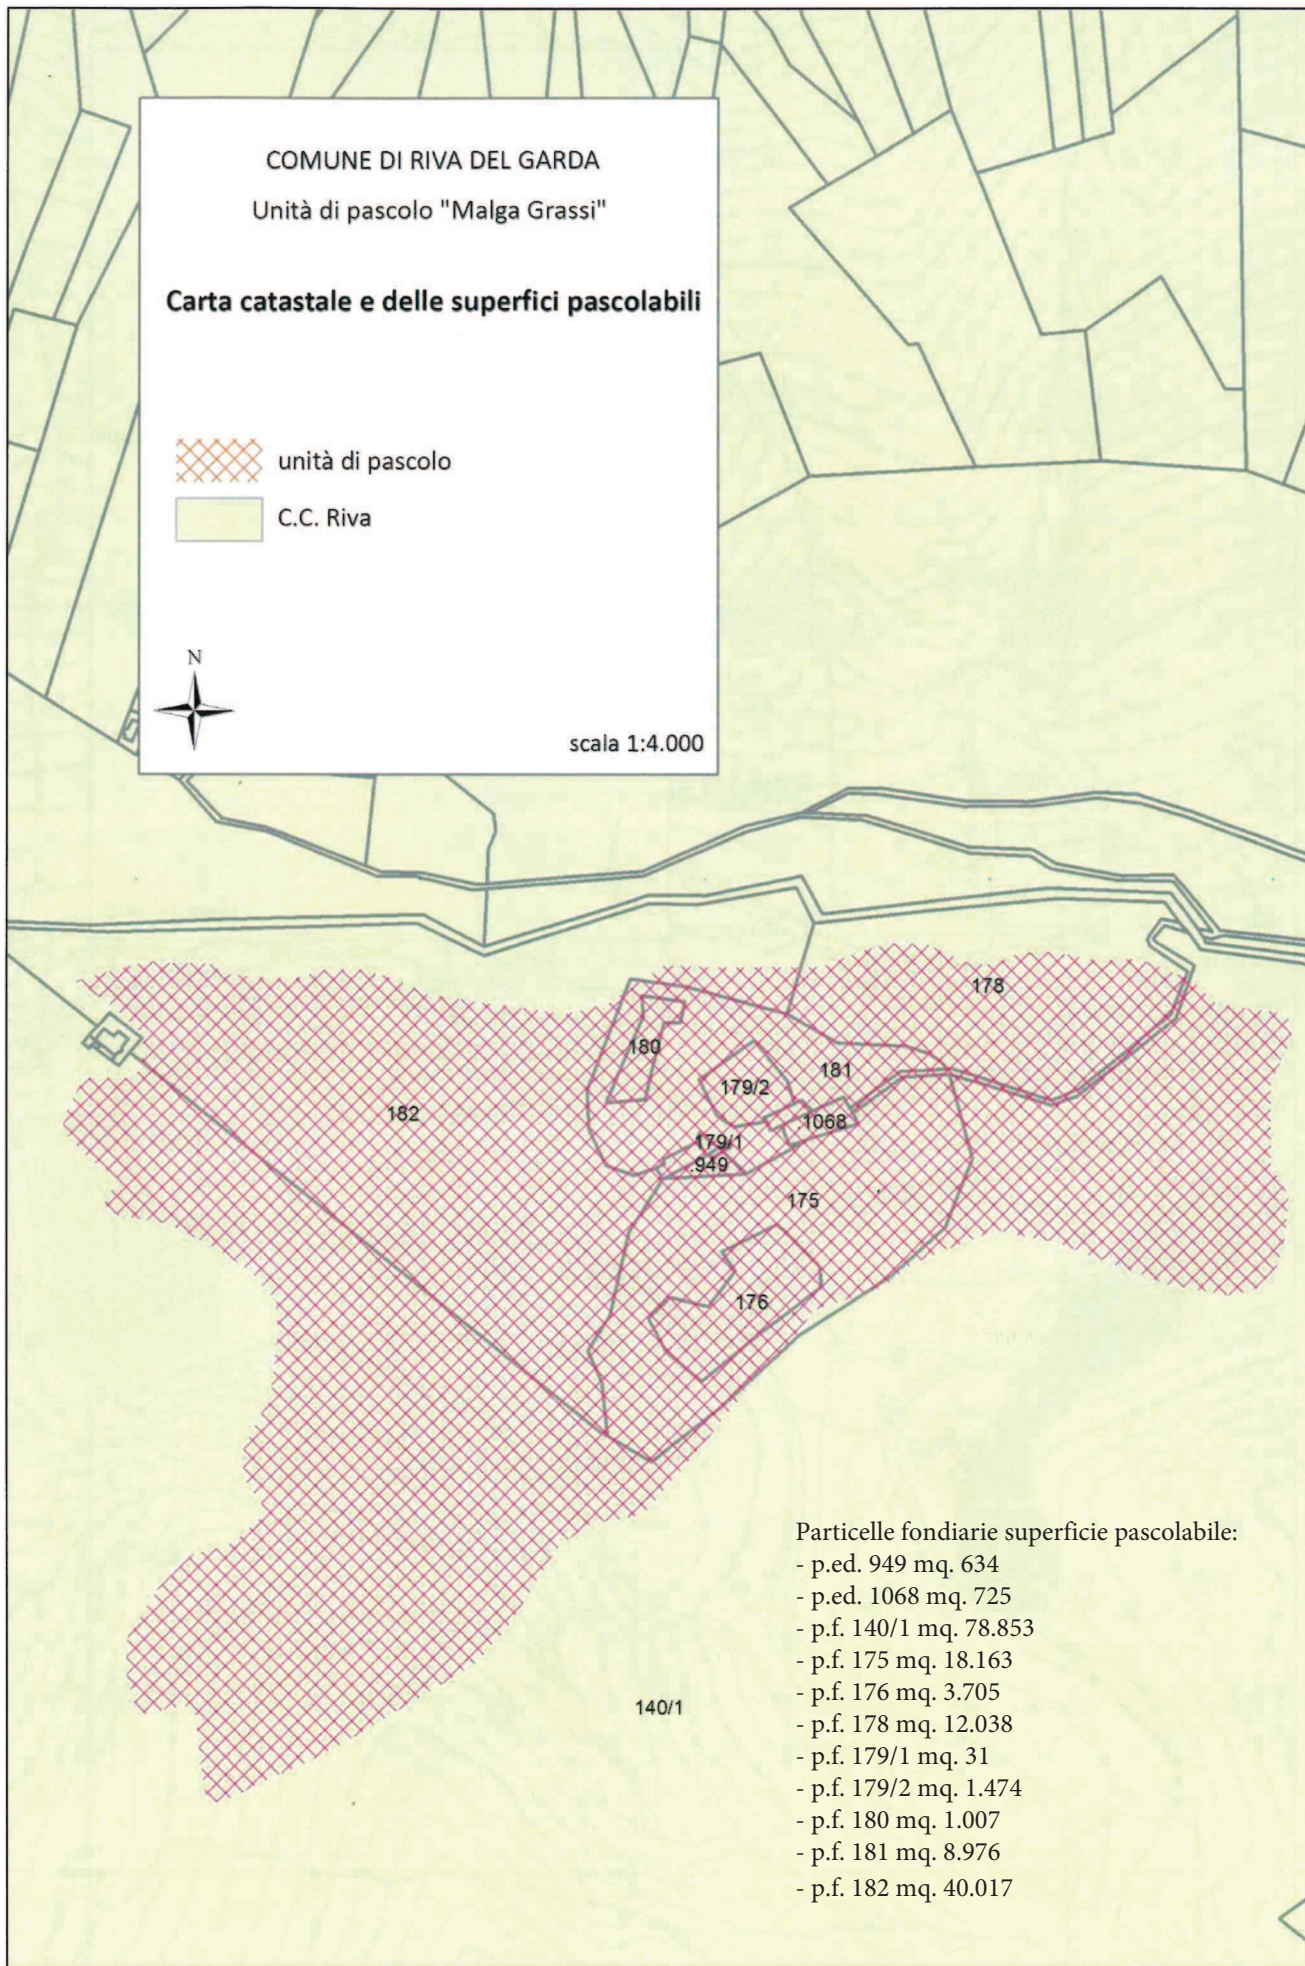 COMUNE DI RIVA DEL GARDA
Unità di pascolo "Malga Grassi"
Carta catastale e delle superfici pascolabili
unità di pascolo
C.C. Riva
N
scala 1:4.000
178
180
179/2
181
182
.1068
179/1
.949
175
176
140/1
Particelle fondiarie superficie pascolabile:
- p.ed. 949 mq. 634
- p.ed. 1068 mq. 725
- p.f. 140/1 mq. 78.853
- p.f. 175 mq. 18.163
- p.f. 176 mq. 3.705
- p.f. 178 mq. 12.038
- p.f. 179/1 mq. 31
- p.f. 179/2 mq. 1.474
- p.f. 180 mq. 1.007
- p.f. 181 mq. 8.976
- p.f. 182 mq. 40.017